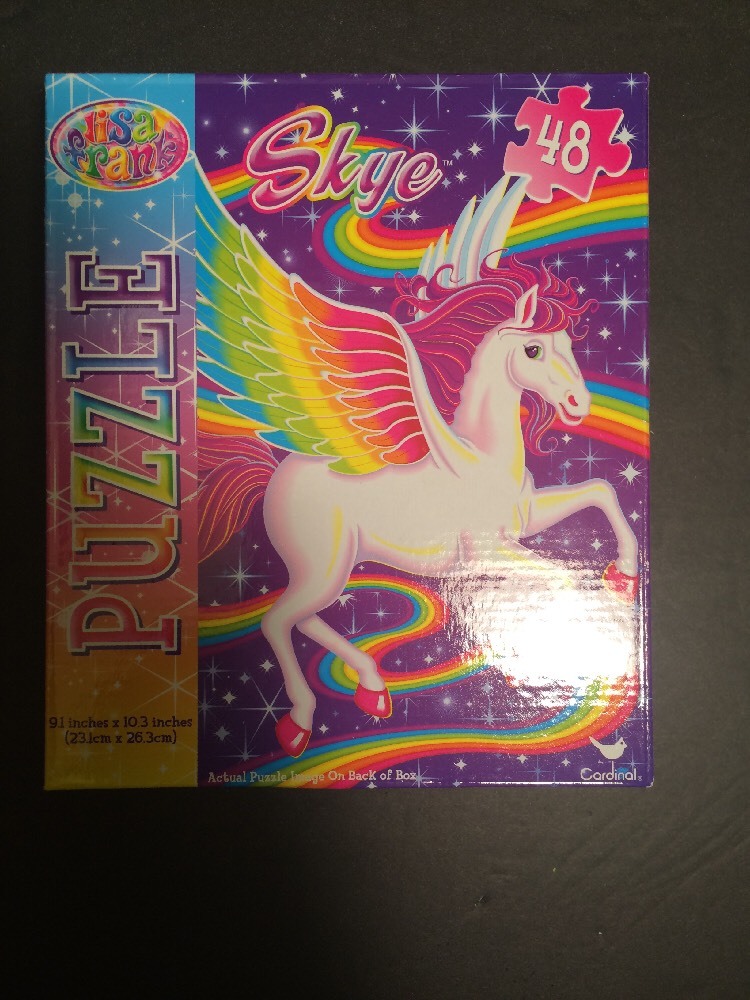 lisa
frank
Skye™
48
PUZZLE
9.1 inches x 10.3 inches
(23.1cm x 26.3cm)
Actual Puzzle Image On Back of Box
Cardinal®